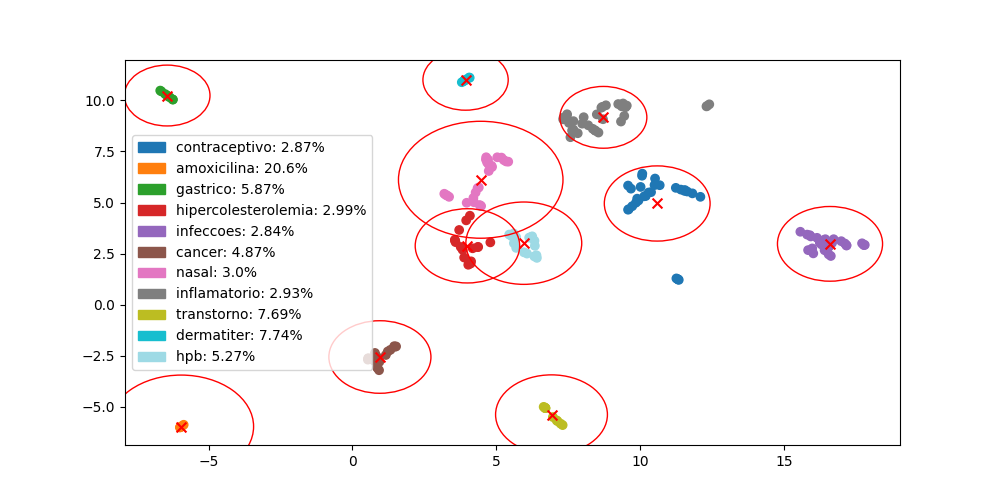 10.0
7.5
5.0
2.5
0.0
−2.5
−5.0
contraceptivo: 2.87%
amoxicilina: 20.6%
gastrico: 5.87%
hipercolesterolemia: 2.99%
infeccoes: 2.84%
cancer: 4.87%
nasal: 3.0%
inflamatorio: 2.93%
transtorno: 7.69%
dermatiter: 7.74%
hpb: 5.27%
−5 0 5 10 15